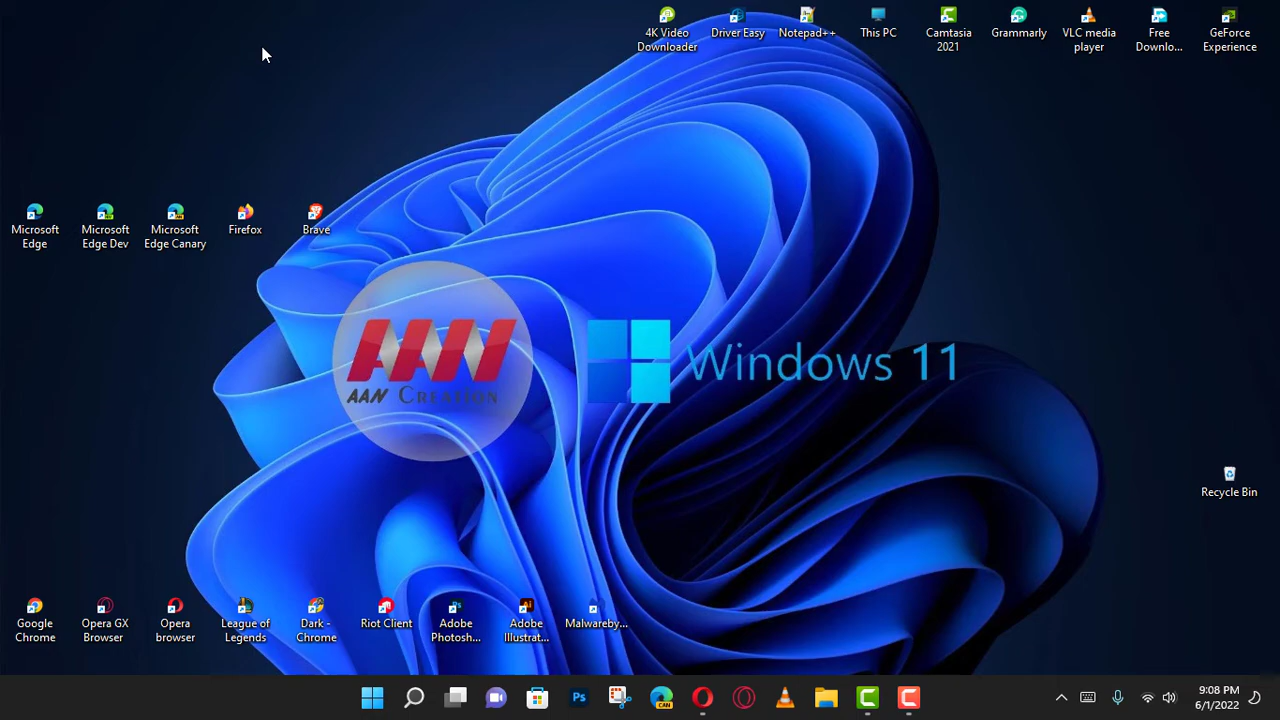 4K Video
Downloader
Driver Easy
Notepad++
This PC
Camtasia
2021
Grammarly
VLC media
player
Free
Downlo...
GeForce
Experience
Microsoft
Edge
Microsoft
Edge Dev
Microsoft
Edge Canary
Firefox
Brave
AAN
AAN CREATION
Windows 11
Recycle Bin
Google
Chrome
Opera GX
Browser
Opera
browser
League of
Legends
Dark -
Chrome
Riot Client
Adobe
Photosh...
Adobe
Illustrat...
Malwareby...
Ps
CAN
9:08 PM
6/1/2022